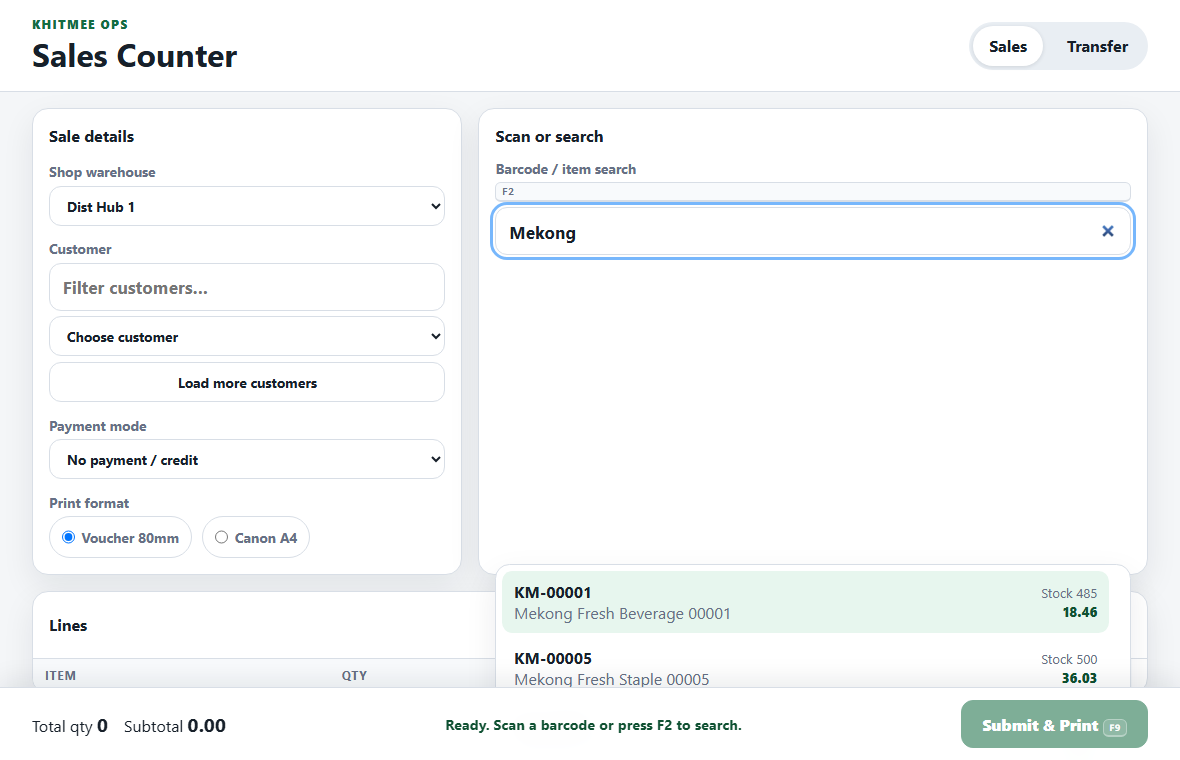 KHITMEE OPS
Sales Counter
Sales
Transfer
Sale details
Shop warehouse
Dist Hub 1
Customer
Filter customers...
Choose customer
Load more customers
Payment mode
No payment / credit
Print format
Voucher 80mm
Canon A4
Scan or search
Barcode / item search
F2
Mekong
KM-00001
Stock 485
Mekong Fresh Beverage 00001
18.46
KM-00005
Stock 500
Mekong Fresh Staple 00005
36.03
Lines
ITEM
QTY
Total qty 0
Subtotal 0.00
Ready. Scan a barcode or press F2 to search.
Submit & Print F9